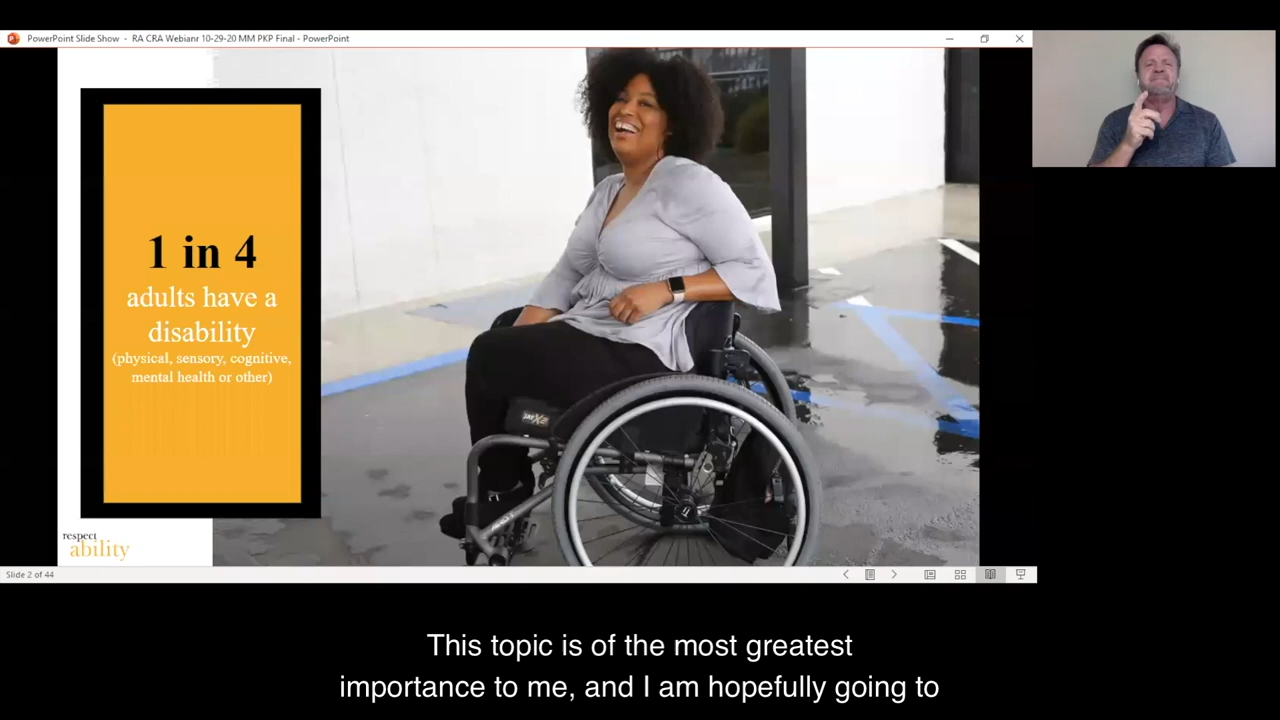 PowerPoint Slide Show - RA CRA Webianr 10-29-20 MM PKP Final - PowerPoint
1 in 4
adults have a
disability
(physical, sensory, cognitive,
mental health or other)
respect
ability
Slide 2 of 44
This topic is of the most greatest
importance to me, and I am hopefully going to